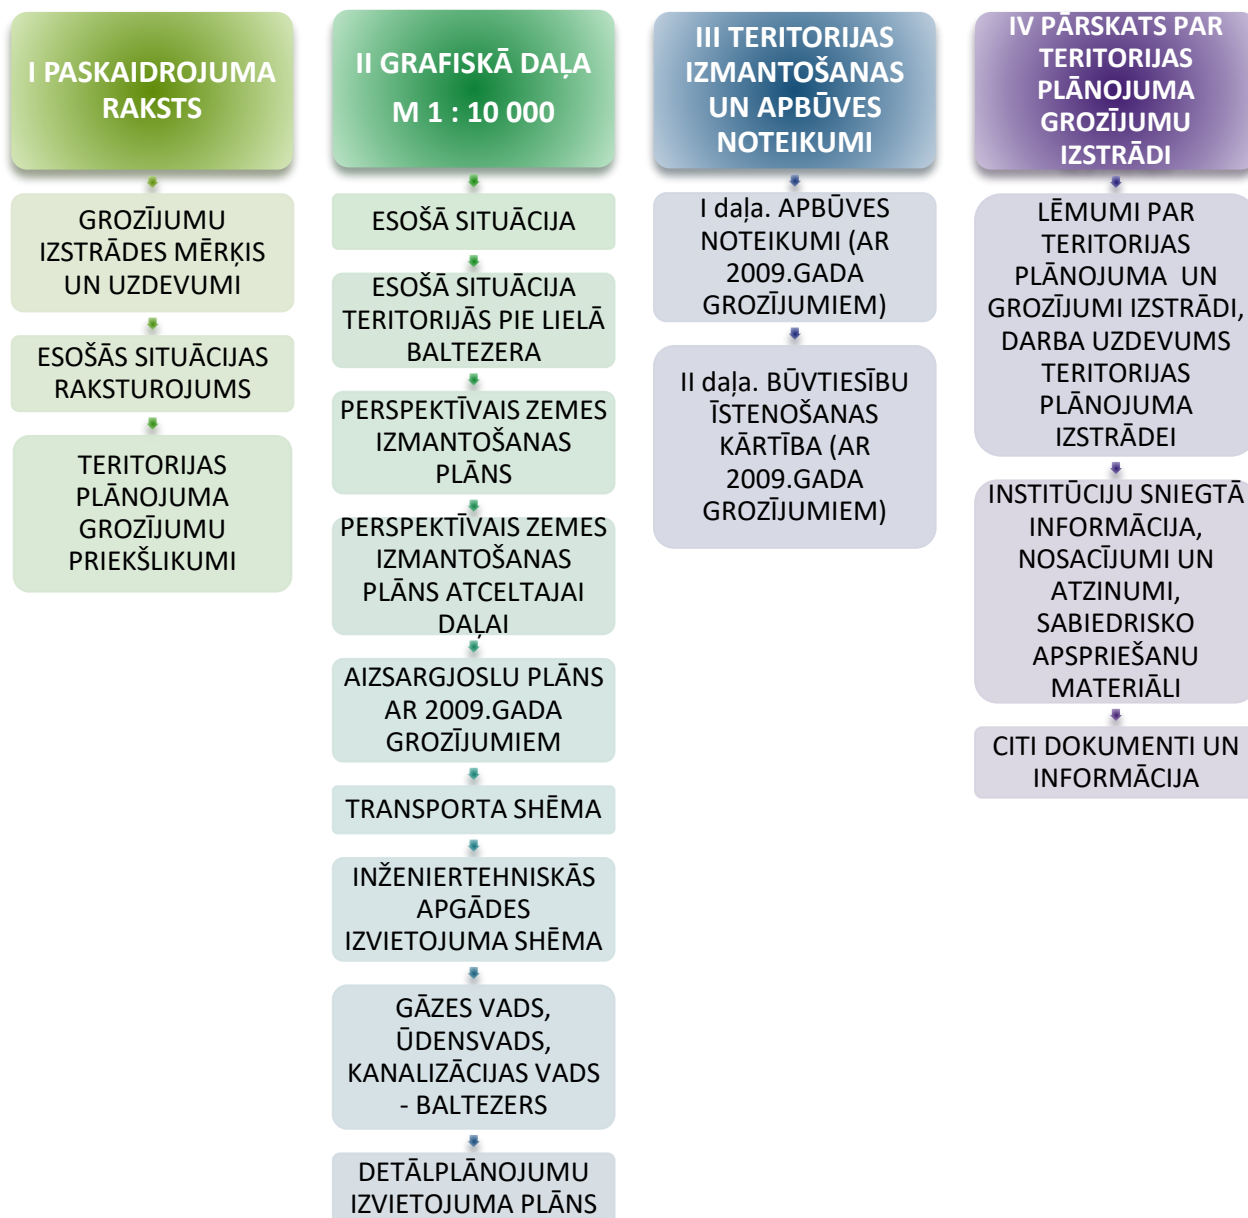 I PASKAIDROJUMA
RAKSTS
GROZĪJUMU
IZSTRĀDES MĒRĶIS
UN UZDEVUMI
ESOŠĀS SITUĀCIJAS
RAKSTUROJUMS
TERITORIJAS
PLĀNOJUMA
GROZĪJUMU
PRIEKŠLIKUMI
II GRAFISKĀ DAĻA
M 1 : 10 000
ESOŠĀ SITUĀCIJA
ESOŠĀ SITUĀCIJA
TERITORIJĀS PIE LIELĀ
BALTEZERA
PERSPEKTĪVAIS ZEMES
IZMANTOŠANAS
PLĀNS
PERSPEKTĪVAIS ZEMES
IZMANTOŠANAS
PLĀNS ATCELTAJAI
DAĻAI
AIZSARGJOSLU PLĀNS
AR 2009.GADA
GROZĪJUMIEM
TRANSPORTA SHĒMA
INŽENIERTEHNISKĀS
APGĀDES
IZVIETOJUMA SHĒMA
GĀZES VADS,
ŪDENSVADS,
KANALIZĀCIJAS VADS
- BALTEZERS
DETĀLPLĀNOJUMU
IZVIETOJUMA PLĀNS
III TERITORIJAS
IZMANTOŠANAS
UN APBŪVES
NOTEIKUMI
I daļa. APBŪVES
NOTEIKUMI (AR
2009.GADA
GROZĪJUMIEM)
II daļa. BŪVTIESĪBU
ĪSTENOŠANAS
KĀRTĪBA (AR
2009.GADA
GROZĪJUMIEM)
IV PĀRSKATS PAR
TERITORIJAS
PLĀNOJUMA
GROZĪJUMU
IZSTRĀDI
LĒMUMI PAR
TERITORIJAS
PLĀNOJUMA UN
GROZĪJUMI IZSTRĀDI,
DARBA UZDEVUMS
TERITORIJAS
PLĀNOJUMA
IZSTRĀDEI
INSTITŪCIJU SNIEGTĀ
INFORMĀCIJA,
NOSACĪJUMI UN
ATZINUMI,
SABIEDRISKO
APSPRIEŠANU
MATERIĀLI
CITI DOKUMENTI UN
INFORMĀCIJA